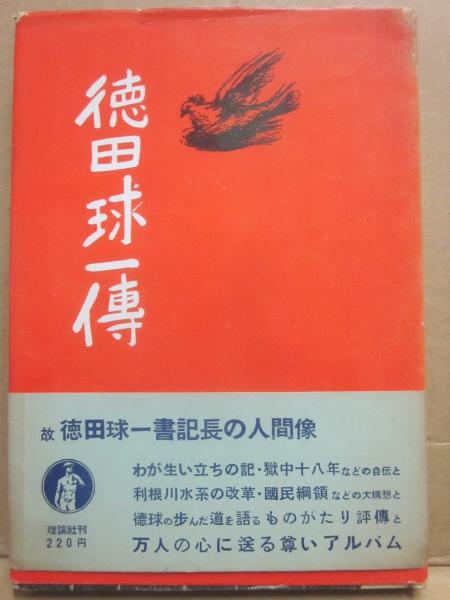 徳田球一傳
故 徳田球一書記長の人間像
わが生い立ちの記・獄中十八年などの自伝と
利根川水系の改革・國民綱領などの大構想と
德球の歩んだ道を語るものがたり評傳と
万人の心に送る尊いアルバム
理論社刊
220円